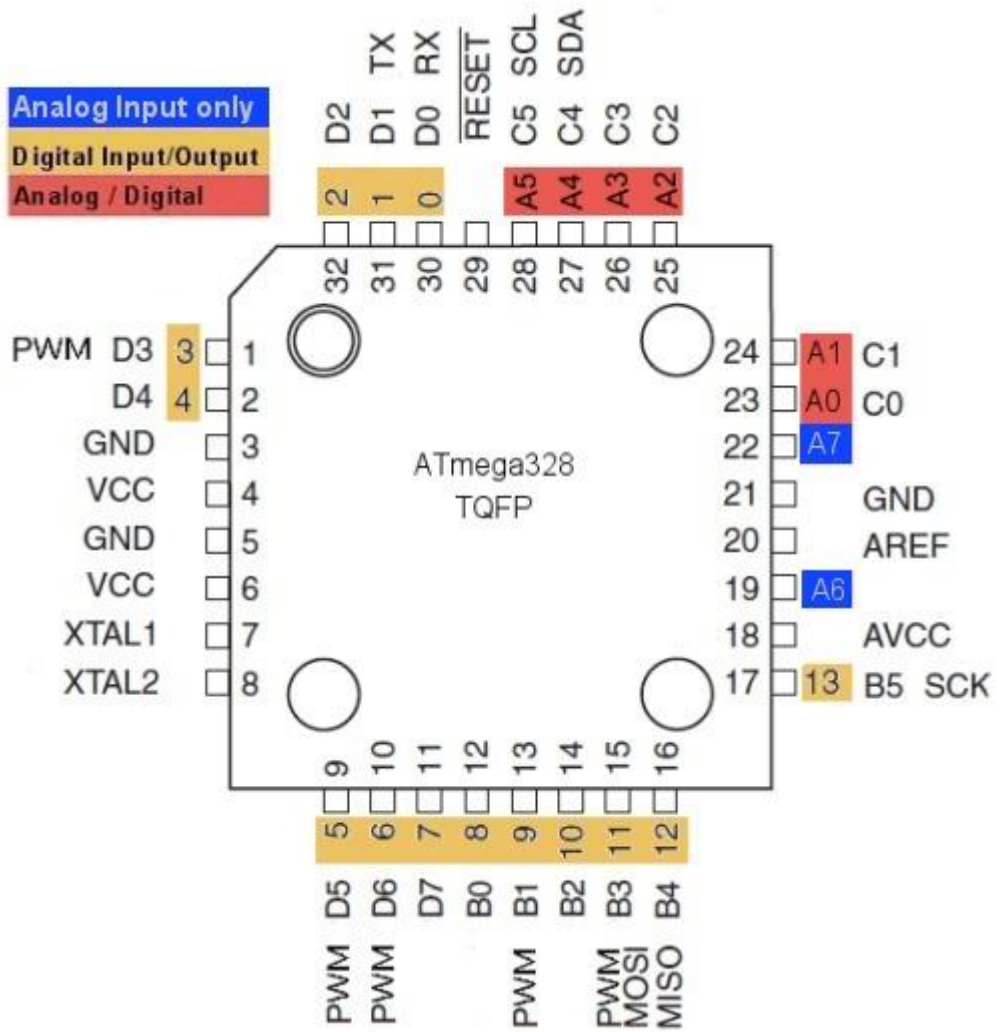 Analog Input only
Digital Input/Output
Analog / Digital
D2
D1 TX
D0 RX
RESET
C5 SCL
C4 SDA
C3
C2
2 1 0 A5 A4 A3 A2
32 31 30 29 28 27 26 25
PWM D3 3 1
D4 4 2
GND 3
VCC 4
GND 5
VCC 6
XTAL1 7
XTAL2 8
ATmega328
TQFP
24 A1 C1
23 A0 C0
22 A7
21 GND
20 AREF
19 A6
18 AVCC
17 13 B5 SCK
9 10 11 12 13 14 15 16
5 6 7 8 9 10 11 12
PWM D5
PWM D6
D7
B0
PWM B1
B2
PWM B3
MOSI
MISO B4